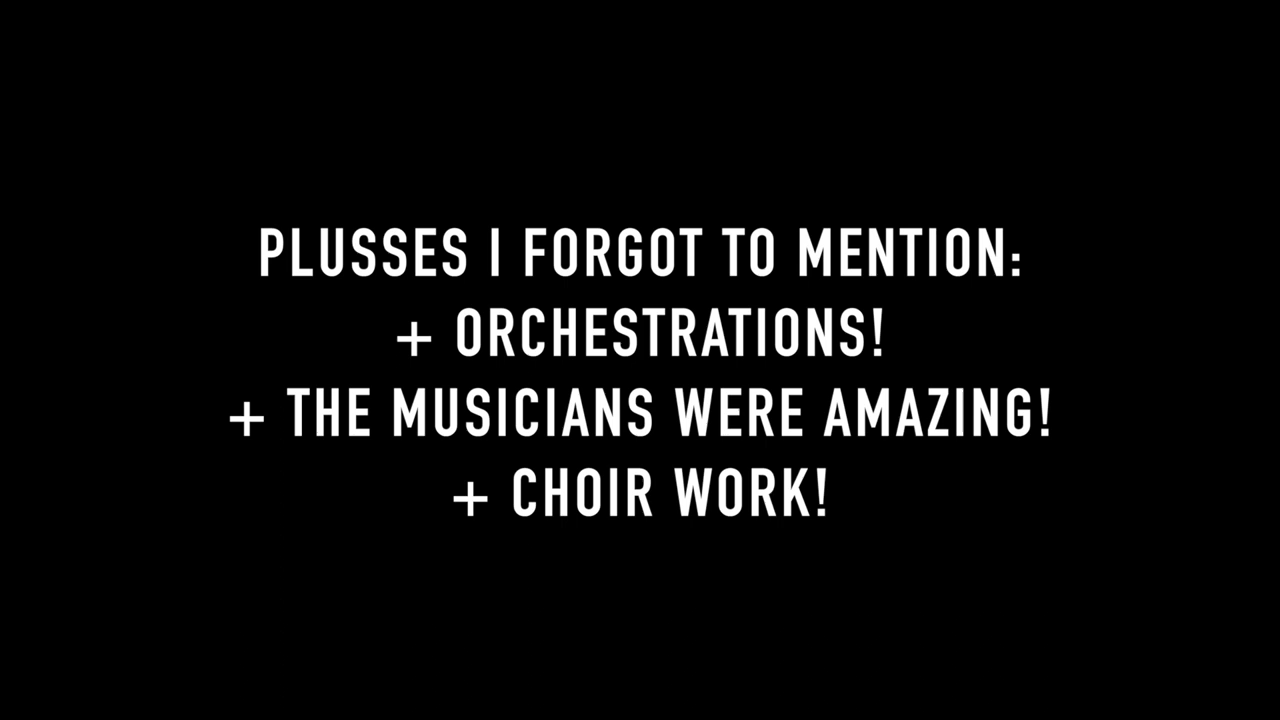 PLUSSES I FORGOT TO MENTION:
+ ORCHESTRATIONS!
+ THE MUSICIANS WERE AMAZING!
+ CHOIR WORK!